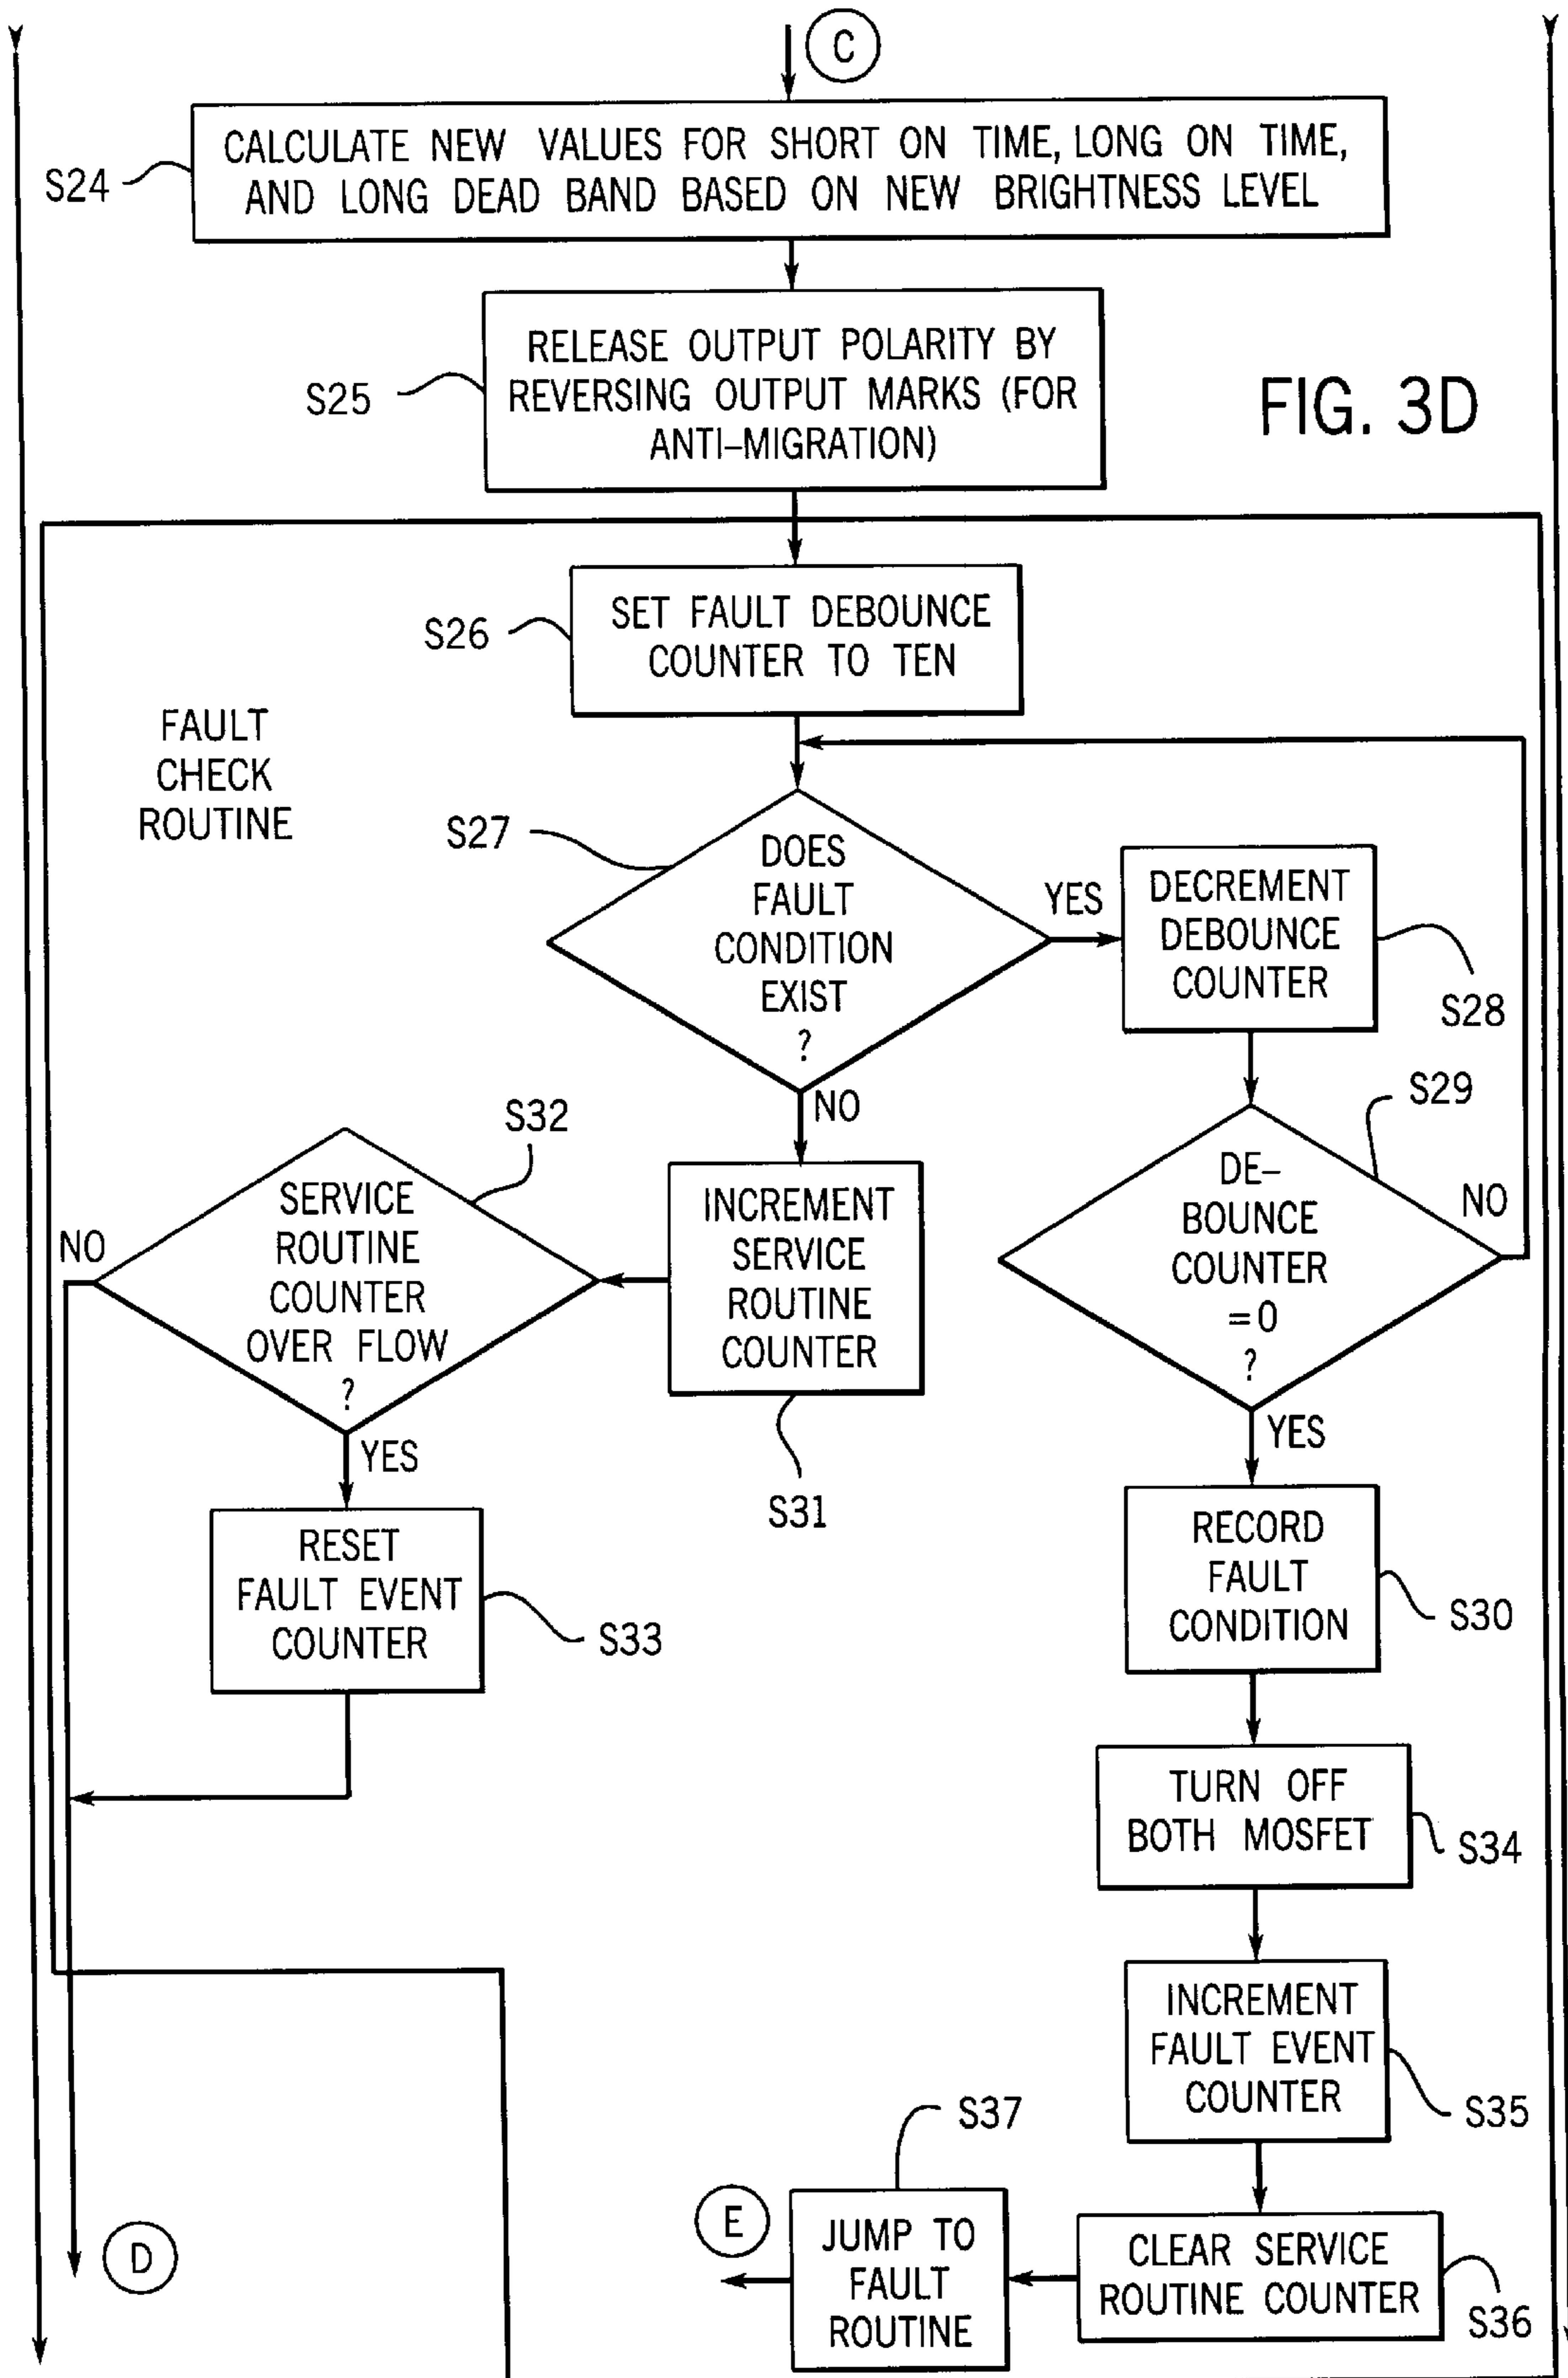 C
CALCULATE NEW VALUES FOR SHORT ON TIME, LONG ON TIME,
AND LONG DEAD BAND BASED ON NEW BRIGHTNESS LEVEL
S24
RELEASE OUTPUT POLARITY BY
REVERSING OUTPUT MARKS (FOR
ANTI–MIGRATION)
S25
FIG. 3D
SET FAULT DEBOUNCE
COUNTER TO TEN
S26
FAULT
CHECK
ROUTINE
S27
DOES
FAULT
CONDITION
EXIST
?
YES
NO
DECREMENT
DEBOUNCE
COUNTER
S28
S29
DE–
BOUNCE
COUNTER
=0
?
NO
YES
S32
SERVICE
ROUTINE
COUNTER
OVER FLOW
?
NO
YES
INCREMENT
SERVICE
ROUTINE
COUNTER
S31
RESET
FAULT EVENT
COUNTER
S33
RECORD
FAULT
CONDITION
S30
TURN OFF
BOTH MOSFET
S34
INCREMENT
FAULT EVENT
COUNTER
S35
S37
E
JUMP TO
FAULT
ROUTINE
CLEAR SERVICE
ROUTINE COUNTER
S36
D